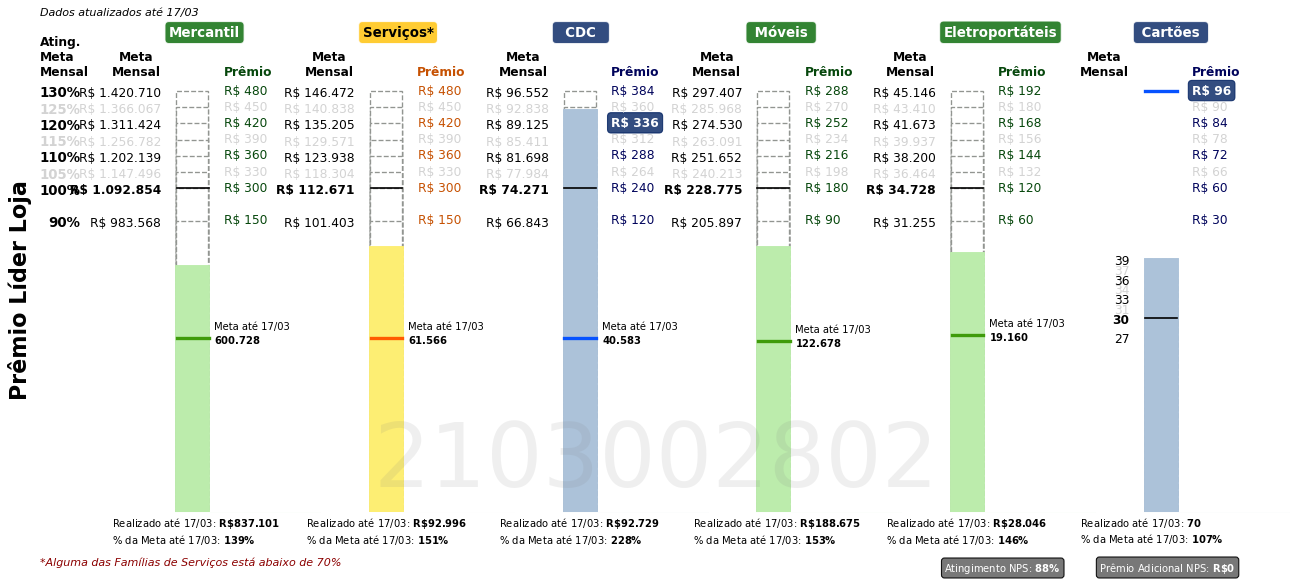 Dados atualizados até 17/03
Mercantil Serviços* CDC Móveis Eletroportáteis Cartões
Ating. Meta Mensal
Meta Mensal Prêmio Meta Mensal Prêmio Meta Mensal Prêmio Meta Mensal Prêmio Meta Mensal Prêmio Meta Mensal Prêmio
130% R$ 1.420.710 R$ 480 R$ 146.472 R$ 480 R$ 96.552 R$ 384 R$ 297.407 R$ 288 R$ 45.146 R$ 192 R$ 96
125% R$ 1.366.067 R$ 450 R$ 140.838 R$ 450 R$ 92.838 R$ 360 R$ 285.968 R$ 270 R$ 43.410 R$ 180 R$ 90
120% R$ 1.311.424 R$ 420 R$ 135.205 R$ 420 R$ 89.125 R$ 336 R$ 274.530 R$ 252 R$ 41.673 R$ 168 R$ 84
115% R$ 1.256.782 R$ 390 R$ 129.571 R$ 390 R$ 85.411 R$ 312 R$ 263.091 R$ 234 R$ 39.937 R$ 156 R$ 78
110% R$ 1.202.139 R$ 360 R$ 123.938 R$ 360 R$ 81.698 R$ 288 R$ 251.652 R$ 216 R$ 38.200 R$ 144 R$ 72
105% R$ 1.147.496 R$ 330 R$ 118.304 R$ 330 R$ 77.984 R$ 264 R$ 240.213 R$ 198 R$ 36.464 R$ 132 R$ 66
100% R$ 1.092.854 R$ 300 R$ 112.671 R$ 300 R$ 74.271 R$ 240 R$ 228.775 R$ 180 R$ 34.728 R$ 120 R$ 60
90% R$ 983.568 R$ 150 R$ 101.403 R$ 150 R$ 66.843 R$ 120 R$ 205.897 R$ 90 R$ 31.255 R$ 60 R$ 30
39
36
33
30
27
Prêmio Líder Loja
Meta até 17/03 Meta até 17/03 Meta até 17/03 Meta até 17/03 Meta até 17/03
600.728 61.566 40.583 122.678 19.160
2103002802
Realizado até 17/03: R$837.101 Realizado até 17/03: R$92.996 Realizado até 17/03: R$92.729 Realizado até 17/03: R$188.675 Realizado até 17/03: R$28.046 Realizado até 17/03: 70
% da Meta até 17/03: 139% % da Meta até 17/03: 151% % da Meta até 17/03: 228% % da Meta até 17/03: 153% % da Meta até 17/03: 146% % da Meta até 17/03: 107%
*Alguma das Famílias de Serviços está abaixo de 70% Atingimento NPS: 88% Prêmio Adicional NPS: R$0